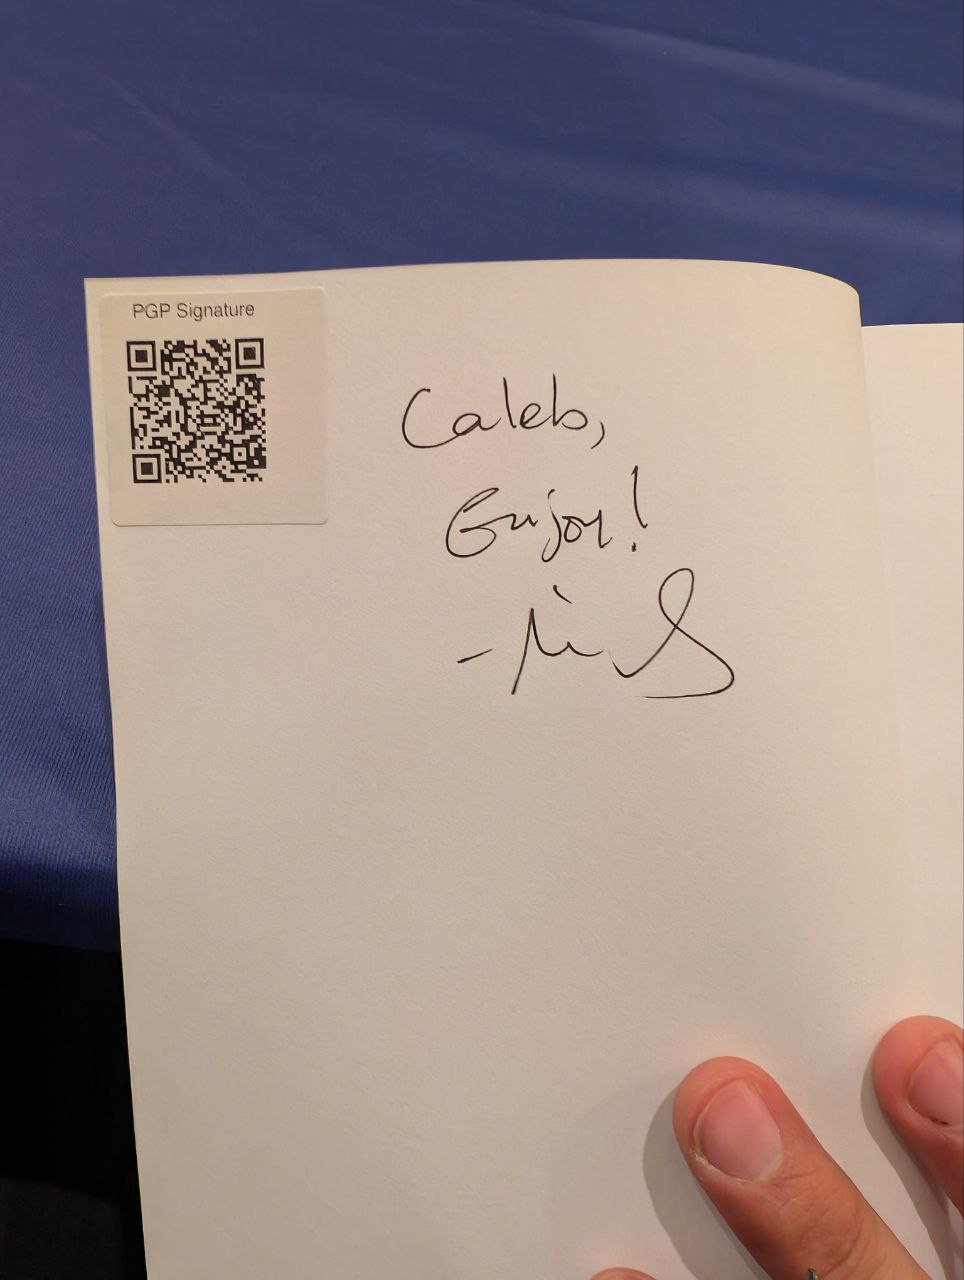 PGP Signature
Caleb,
Enjoy!